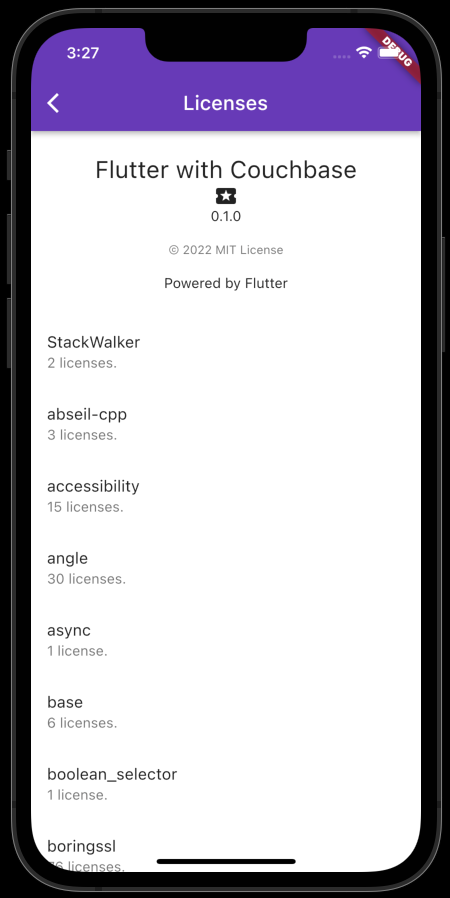 3:27
DEBUG
Licenses
Flutter with Couchbase
0.1.0
© 2022 MIT License
Powered by Flutter
StackWalker
2 licenses.
abseil-cpp
3 licenses.
accessibility
15 licenses.
angle
30 licenses.
async
1 license.
base
6 licenses.
boolean_selector
1 license.
boringssl
76 licenses.